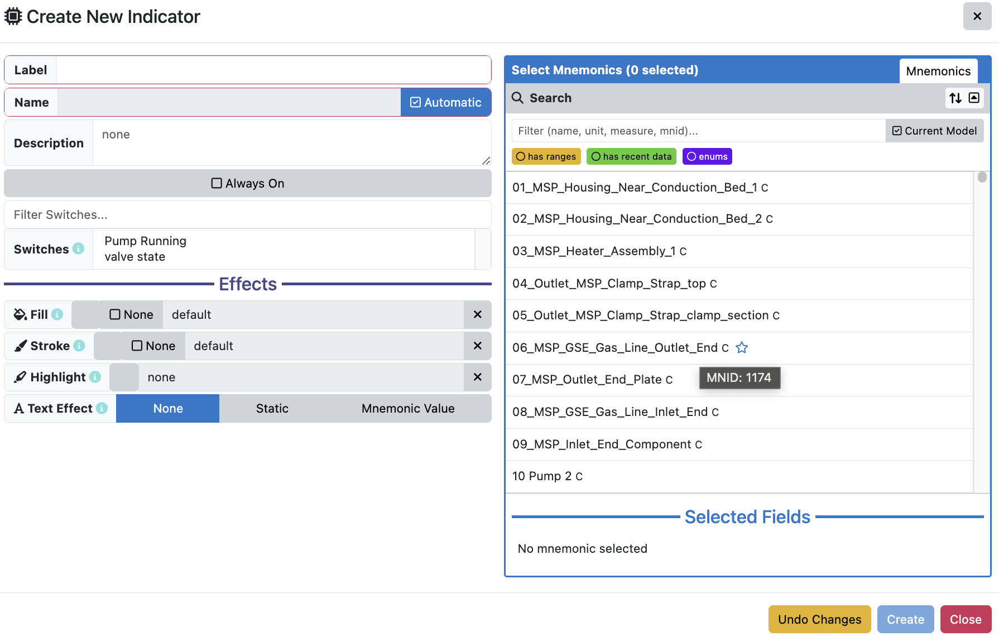 Create New Indicator
Label
Name
Automatic
Description
none
Always On
Filter Switches...
Switches
Pump Running
valve state
Effects
Fill
None
default
Stroke
None
default
Highlight
none
Text Effect
None
Static
Mnemonic Value
Select Mnemonics (0 selected)
Mnemonics
Search
Filter (name, unit, measure, mnid)...
Current Model
has ranges
has recent data
enums
01_MSP_Housing_Near_Conduction_Bed_1 C
02_MSP_Housing_Near_Conduction_Bed_2 C
03_MSP_Heater_Assembly_1 C
04_Outlet_MSP_Clamp_Strap_top C
05_Outlet_MSP_Clamp_Strap_clamp_section C
06_MSP_GSE_Gas_Line_Outlet_End C
07_MSP_Outlet_End_Plate C
MNID: 1174
08_MSP_GSE_Gas_Line_Inlet_End C
09_MSP_Inlet_End_Component C
10 Pump 2 C
Selected Fields
No mnemonic selected
Undo Changes
Create
Close